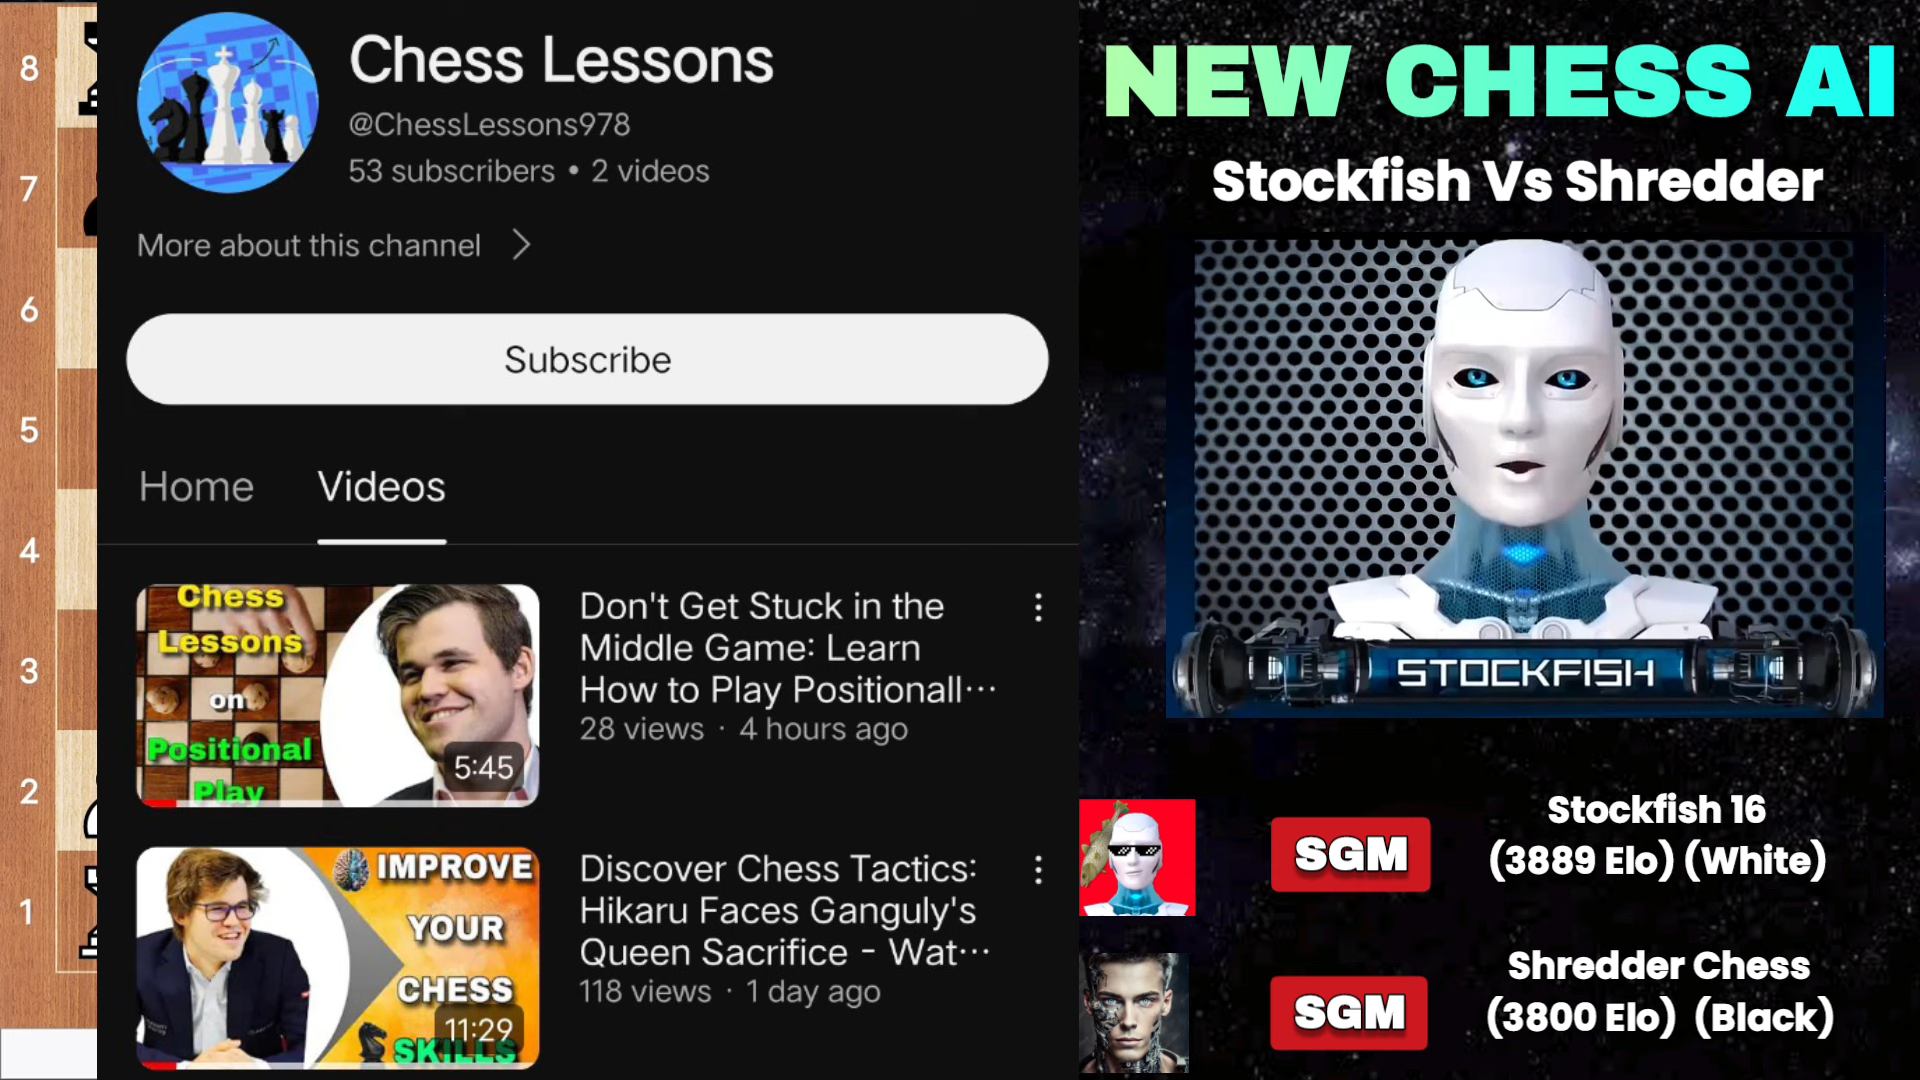 8
7
6
5
4
3
2
1
Chess Lessons
@ChessLessons978
53 subscribers • 2 videos
More about this channel
Subscribe
Home Videos
Chess
Lessons
on
Positional
Play
5:45
Don't Get Stuck in the
Middle Game: Learn
How to Play Positionall...
28 views · 4 hours ago
IMPROVE
YOUR
CHESS
SKILLS
11:29
Discover Chess Tactics:
Hikaru Faces Ganguly's
Queen Sacrifice - Wat...
118 views · 1 day ago
NEW CHESS AI
Stockfish Vs Shredder
STOCKFISH
SGM
Stockfish 16
(3889 Elo) (White)
SGM
Shredder Chess
(3800 Elo) (Black)